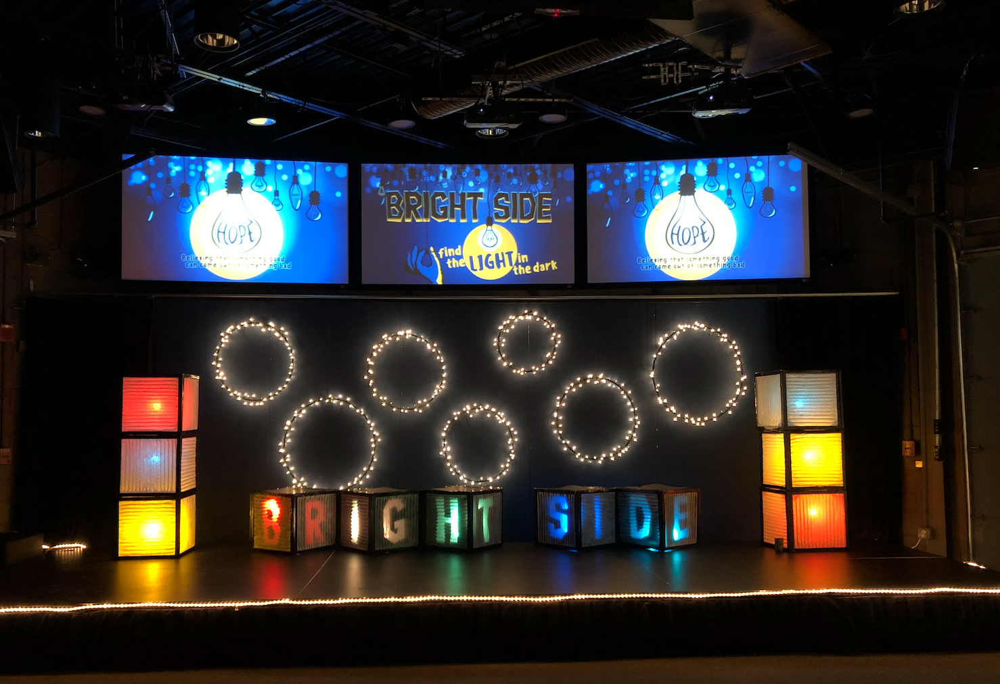 HOPE
Believing that something good
can come out of something bad
BRIGHT SIDE
find
the LIGHT in
the dark
HOPE
Believing that something good
can come out of something bad
BRIGHT SIDE